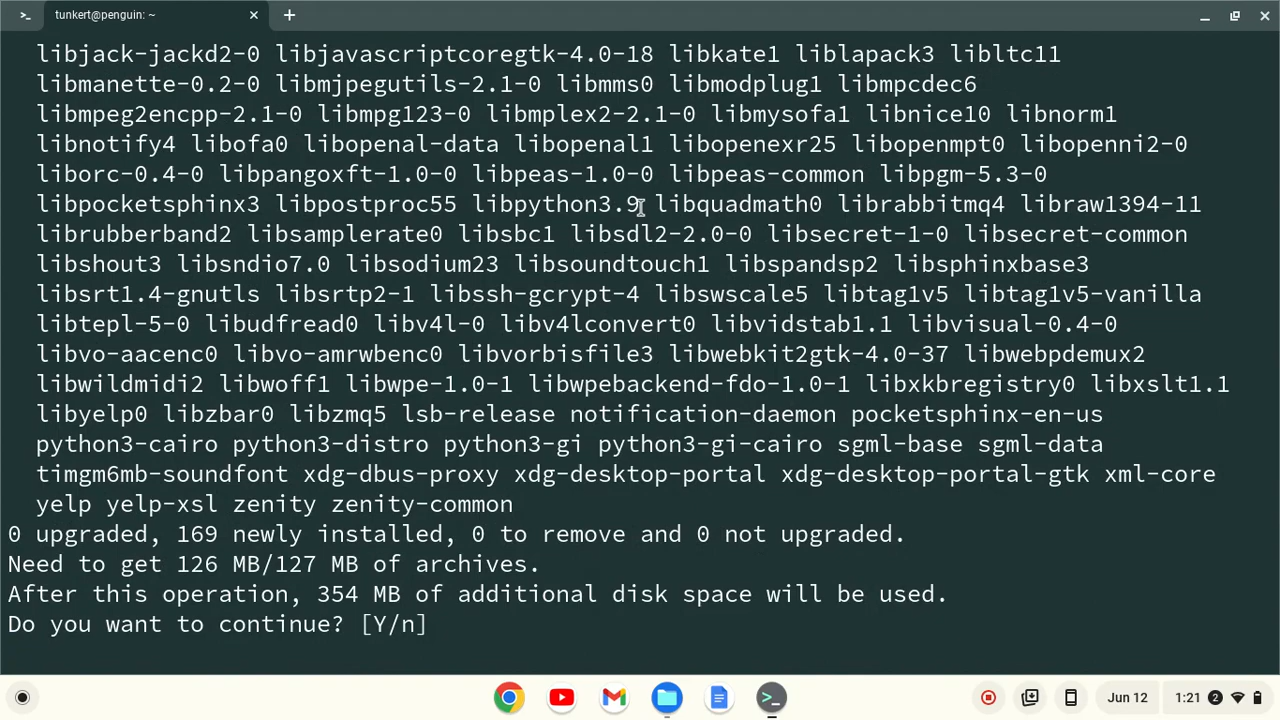 tunkert@penguin: ~
libjack-jackd2-0 libjavascriptcoregtk-4.0-18 libkate1 liblapack3 libltc11
libmanette-0.2-0 libmjpegutils-2.1-0 libmms0 libmodplug1 libmpcdec6
libmpeg2encpp-2.1-0 libmpg123-0 libmplex2-2.1-0 libmysofa1 libnice10 libnorm1
libnotify4 libofa0 libopenal-data libopenal1 libopenexr25 libopenmpt0 libopenni2-0
liborc-0.4-0 libpangoxft-1.0-0 libpeas-1.0-0 libpeas-common libpgm-5.3-0
libpocketsphinx3 libpostproc55 libpython3.9 libquadmath0 librabbitmq4 libraw1394-11
librubberband2 libsamplerate0 libsbc1 libsdl2-2.0-0 libsecret-1-0 libsecret-common
libshout3 libsndio7.0 libsodium23 libsoundtouch1 libspandsp2 libsphinxbase3
libsrt1.4-gnutls libsrtp2-1 libssh-gcrypt-4 libswscale5 libtag1v5 libtag1v5-vanilla
libtepl-5-0 libudfread0 libv4l-0 libv4lconvert0 libvidstab1.1 libvisual-0.4-0
libvo-aacenc0 libvo-amrwbenc0 libvorbisfile3 libwebkit2gtk-4.0-37 libwebpdemux2
libwildmidi2 libwoff1 libwpe-1.0-1 libwpebackend-fdo-1.0-1 libxkbregistry0 libxslt1.1
libyelp0 libzbar0 libzmq5 lsb-release notification-daemon pocketsphinx-en-us
python3-cairo python3-distro python3-gi python3-gi-cairo sgml-base sgml-data
timgm6mb-soundfont xdg-dbus-proxy xdg-desktop-portal xdg-desktop-portal-gtk xml-core
yelp yelp-xsl zenity zenity-common
0 upgraded, 169 newly installed, 0 to remove and 0 not upgraded.
Need to get 126 MB/127 MB of archives.
After this operation, 354 MB of additional disk space will be used.
Do you want to continue? [Y/n]
Jun 12 1:21 2